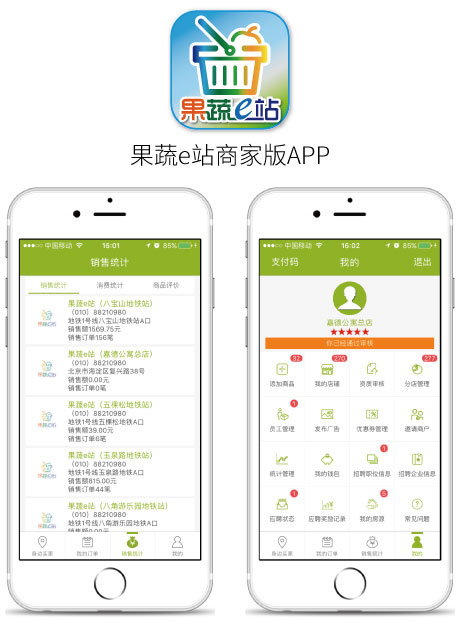 果蔬e站
果蔬e站商家版APP
中国移动 16:01 85%
销售统计
销售统计 消费统计 商品评价
果蔬e站（八宝山地铁站）
（010）88210980
地铁1号线八宝山地铁站A口
销售额1569.75元
销售订单156笔
果蔬e站（嘉德公寓总店）
（010）88210980
北京市海淀区复兴路38号
销售额0.00元
销售订单0笔
果蔬e站（五棵松地铁站）
（010）88210980
地铁1号线五棵松地铁A口
销售额39.00元
销售订单6笔
果蔬e站（玉泉路地铁站）
（010）88210980
地铁1号线玉泉路地铁A口
销售额815.00元
销售订单44笔
果蔬e站（八角游乐园地铁站）
（010）88210980
地铁1号线八角游乐园地铁A口
销售额0.00元
身边买家 我的订单 销售统计 我的
中国移动 16:02 85%
支付码 我的 退出
嘉德公寓总店
★★★★★
你已经通过审核
32 270 277
添加商品 我的店铺 资质审核 分店管理
1
员工管理 发布广告 优惠券管理 邀请商户
1
统计管理 我的钱包 招聘职位信息 招聘企业信息
1 6
应聘状态 应聘奖励记录 我的房源 常见问题
身边买家 我的订单 销售统计 我的